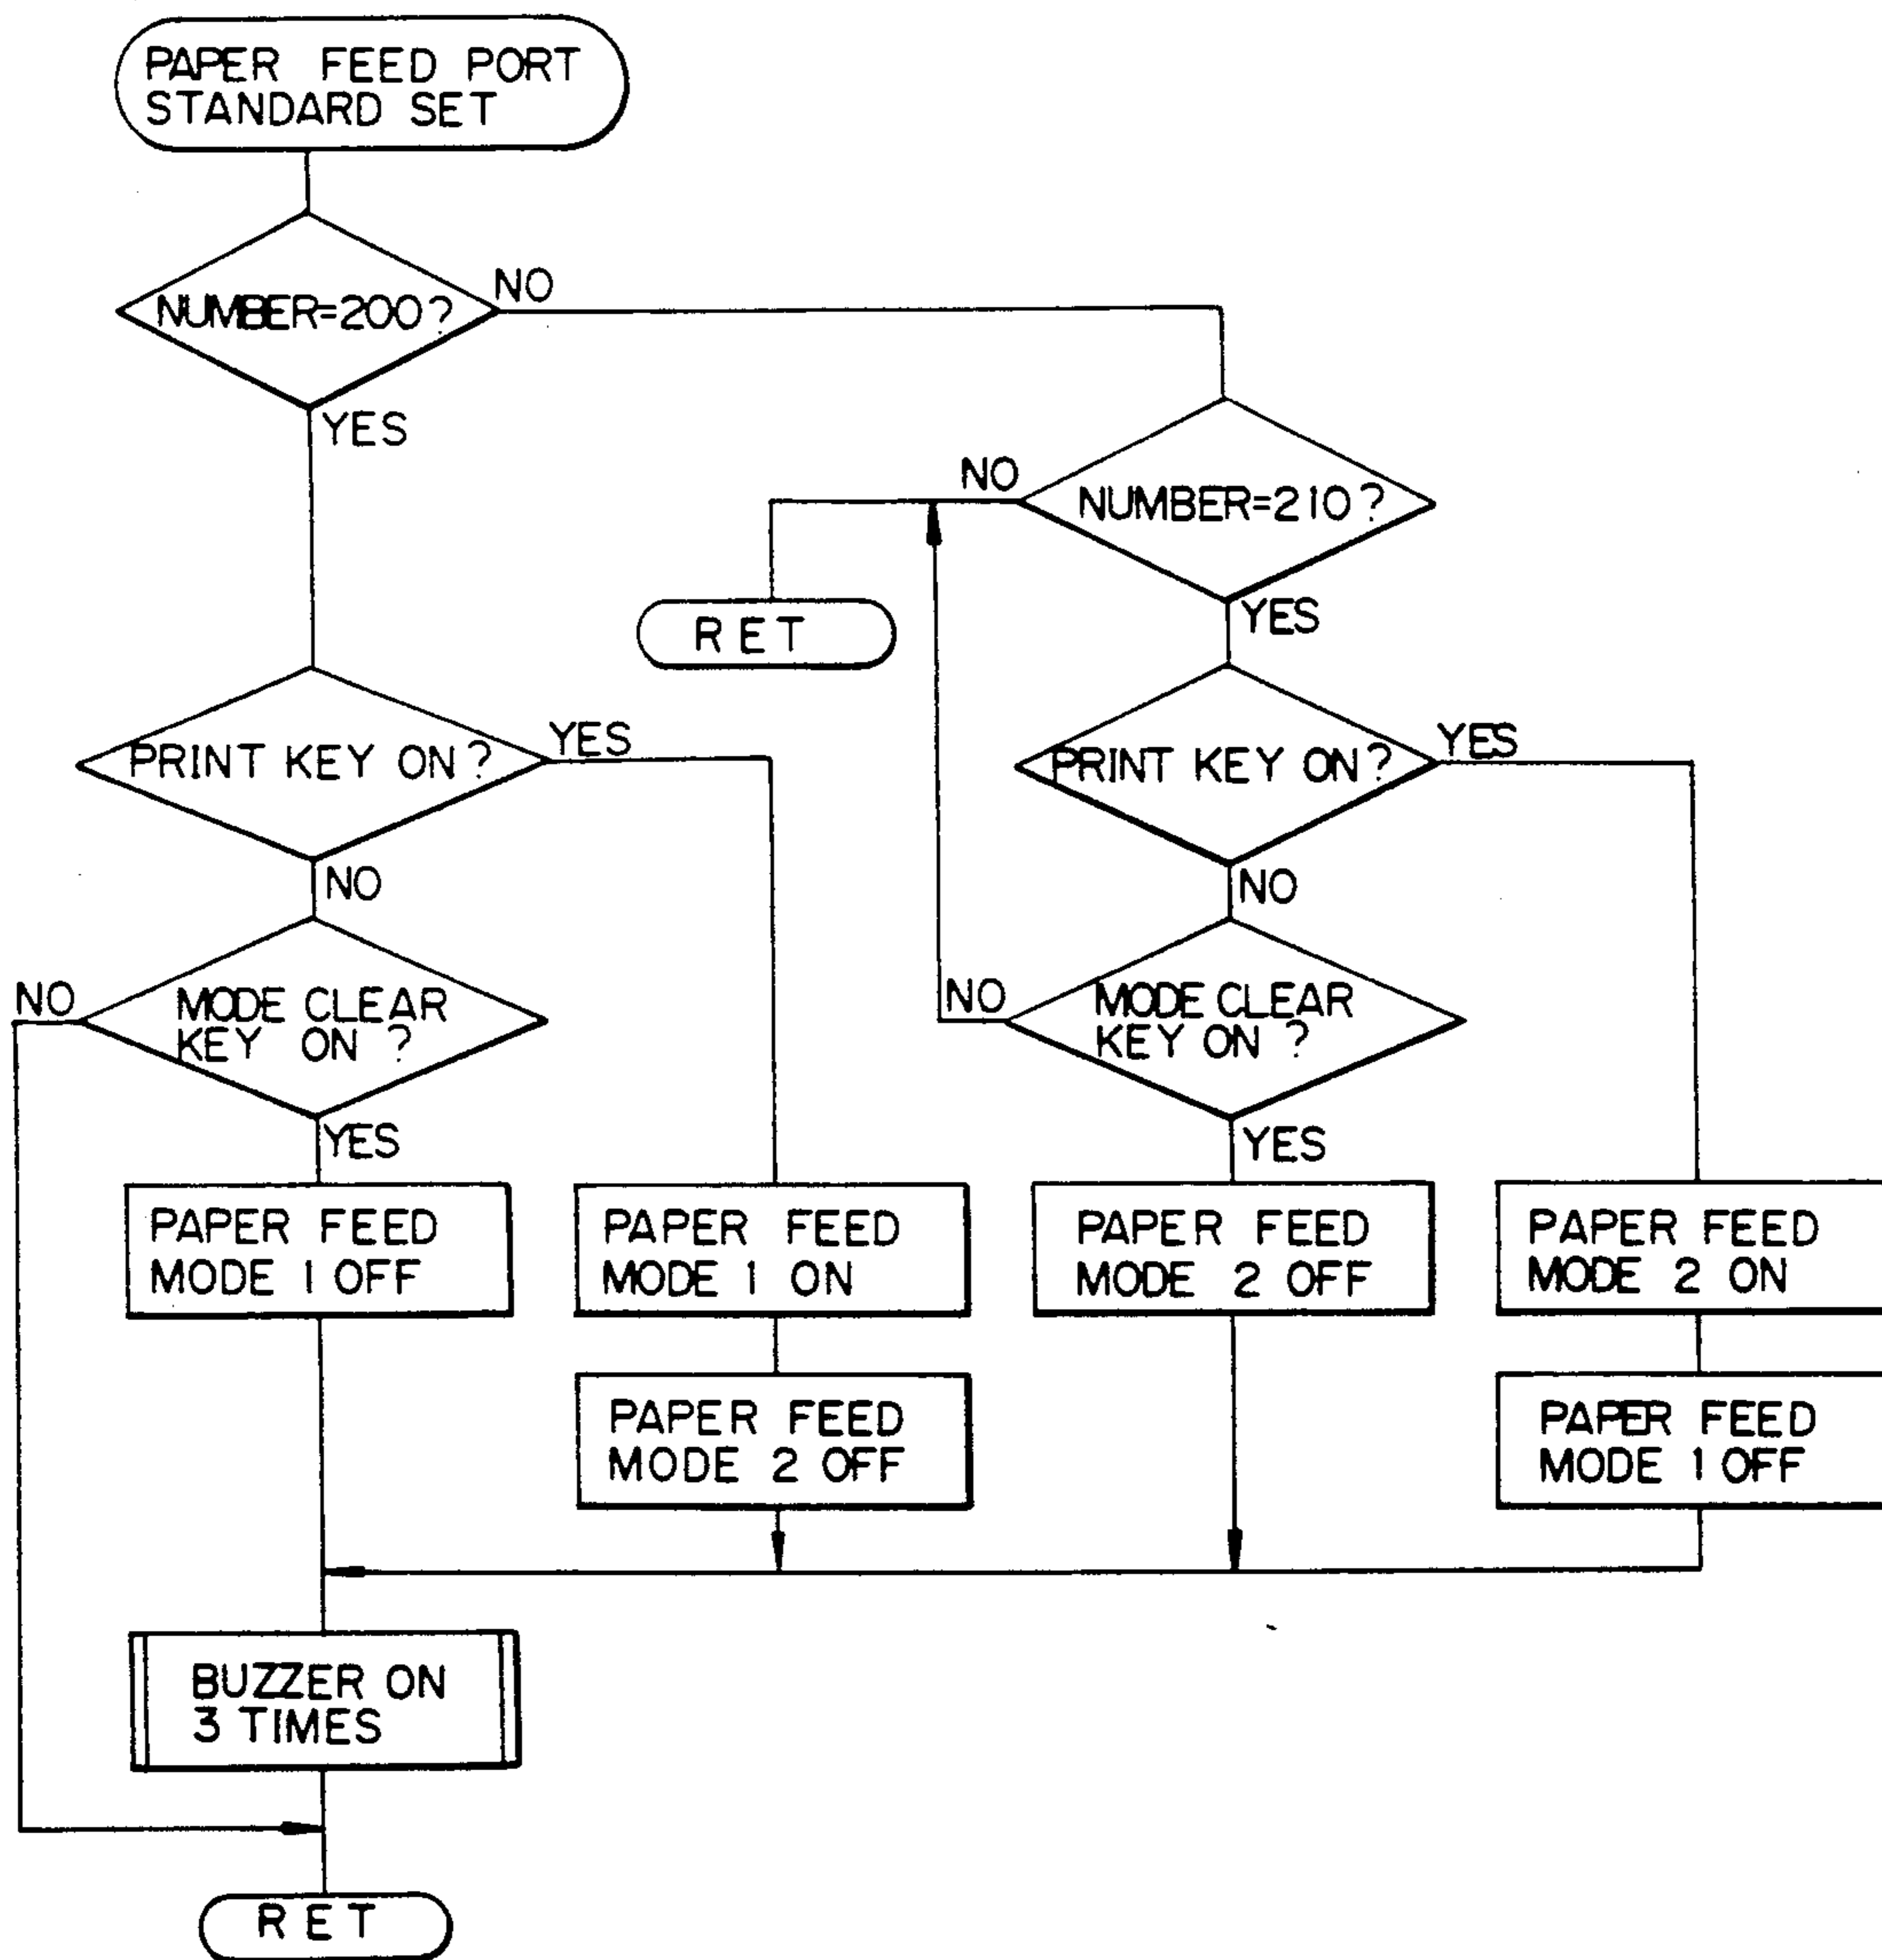 PAPER FEED PORT
STANDARD SET
NUMBER=200?
NO
YES
NUMBER=210?
NO
YES
RET
PRINT KEY ON?
YES
NO
PRINT KEY ON?
YES
NO
MODE CLEAR
KEY ON ?
NO
YES
MODE CLEAR
KEY ON ?
NO
YES
PAPER FEED
MODE 1 OFF
PAPER FEED
MODE 1 ON
PAPER FEED
MODE 2 OFF
PAPER FEED
MODE 2 ON
PAPER FEED
MODE 2 OFF
PAPER FEED
MODE 1 OFF
BUZZER ON
3 TIMES
RET